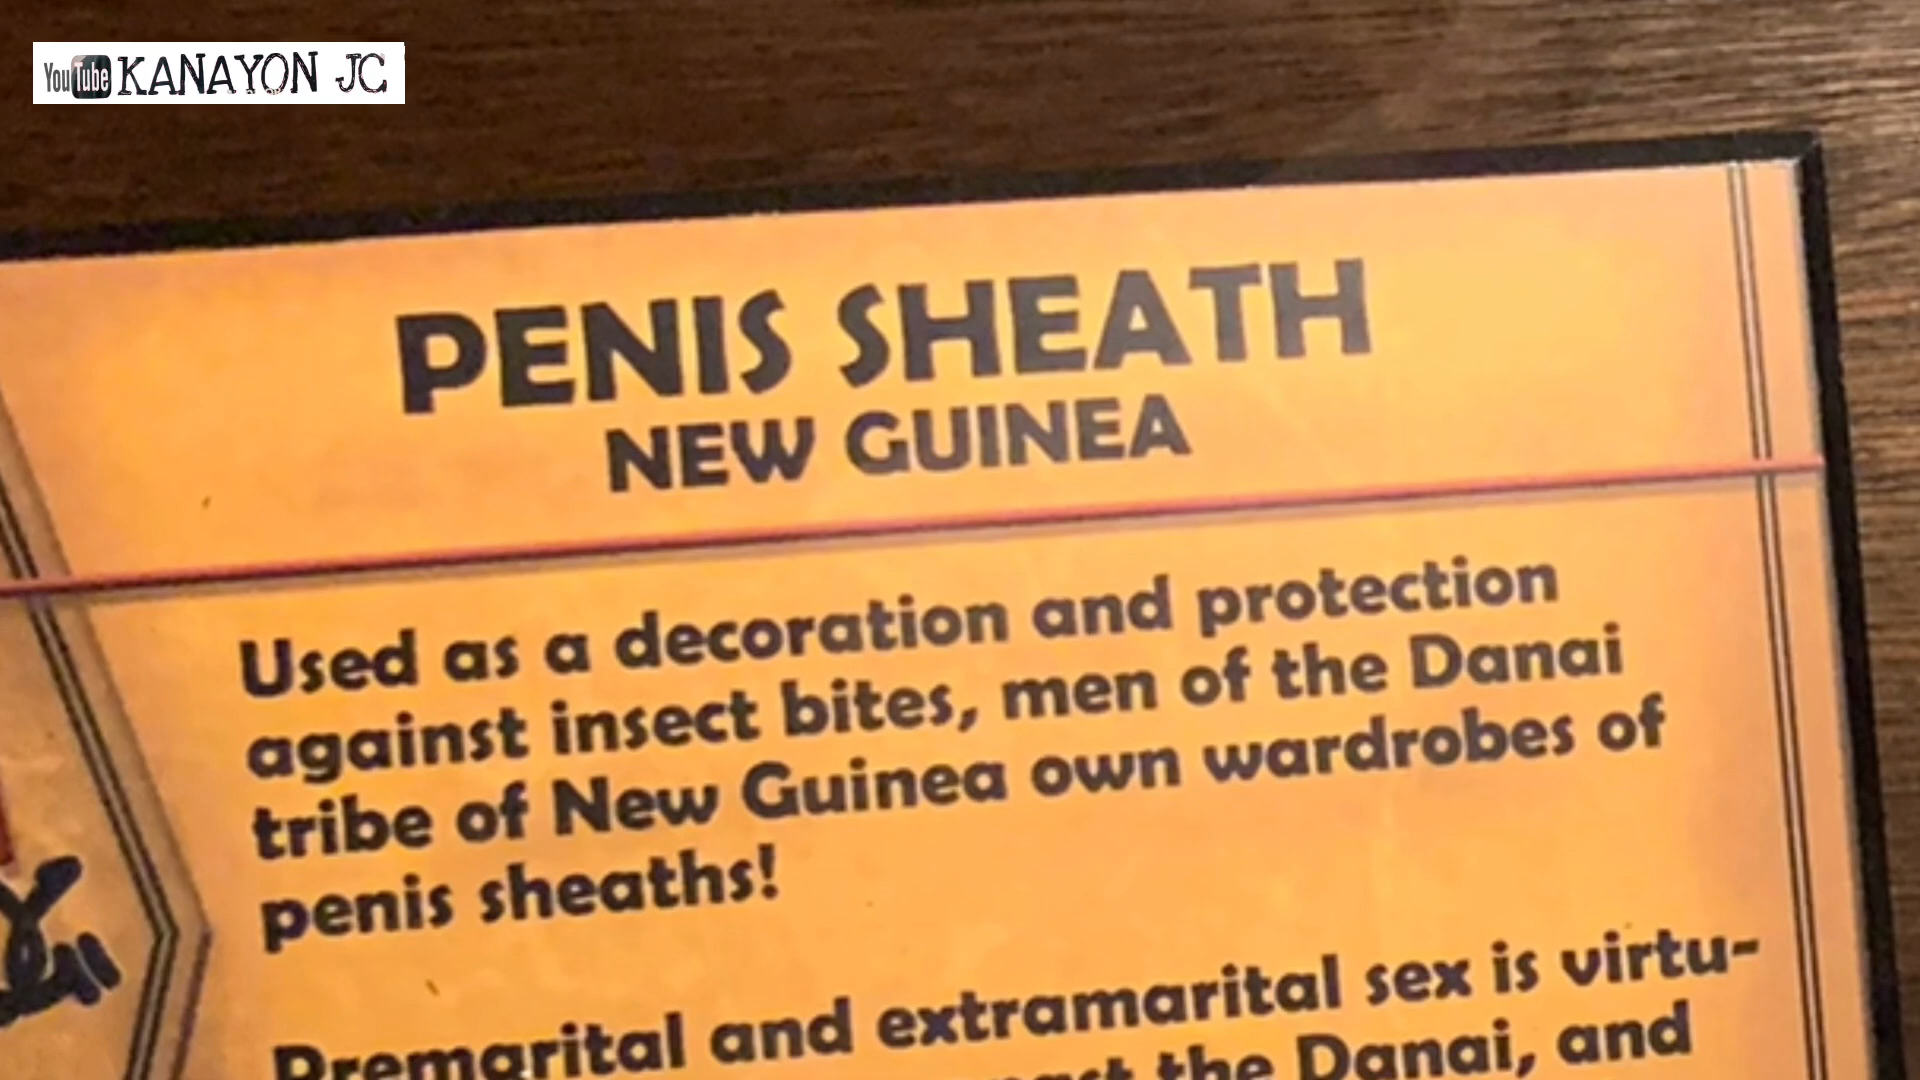 YouTube KANAYON JC
PENIS SHEATH
NEW GUINEA
Used as a decoration and protection
against insect bites, men of the Danai
tribe of New Guinea own wardrobes of
penis sheaths!
Premarital and extramarital sex is virtu-
the Danai, and